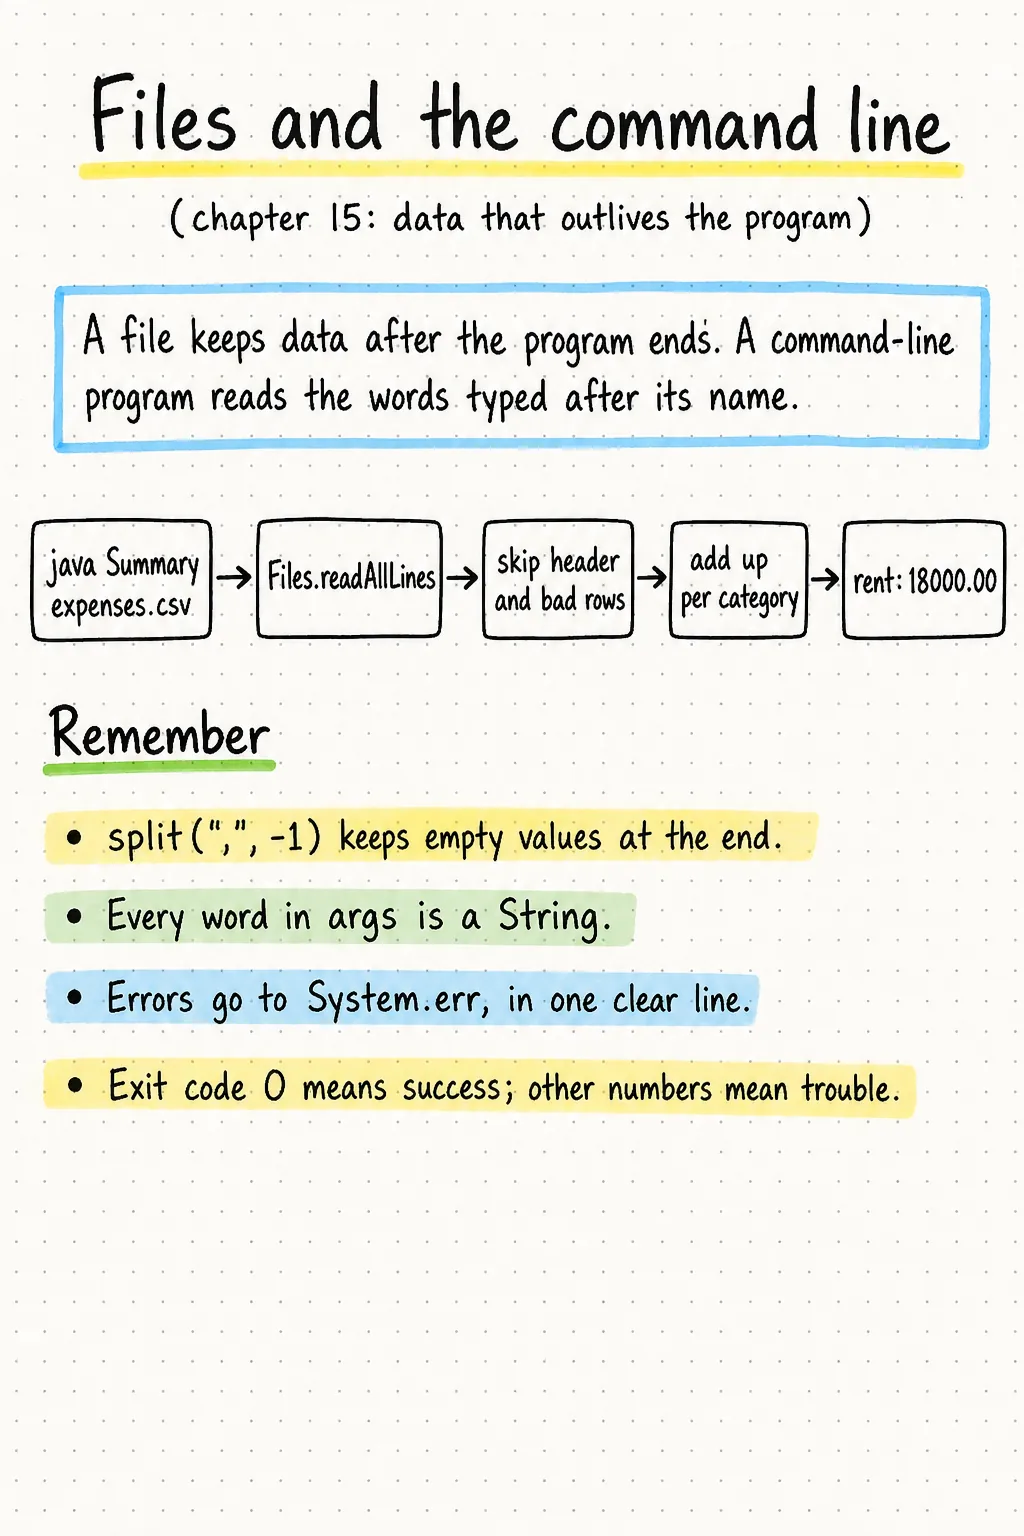 Files and the command line
(chapter 15: data that outlives the program)
A file keeps data after the program ends. A command-line
program reads the words typed after its name.
java Summary
expenses.csv
Files.readAllLines
skip header
and bad rows
add up
per category
rent: 18000.00
Remember
• split(",", -1) keeps empty values at the end.
• Every word in args is a String.
• Errors go to System.err, in one clear line.
• Exit code 0 means success; other numbers mean trouble.